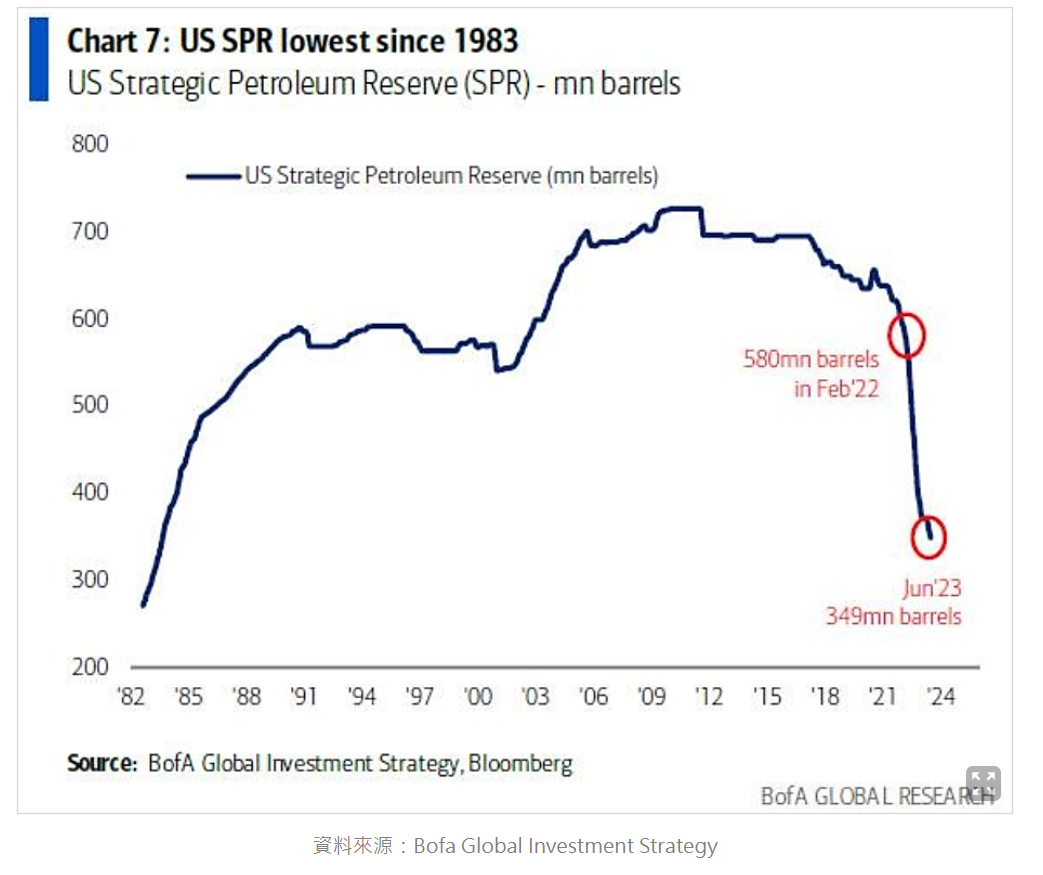 Chart 7: US SPR lowest since 1983
US Strategic Petroleum Reserve (SPR) - mn barrels
800
US Strategic Petroleum Reserve (mn barrels)
700
600
580mn barrels
in Feb'22
500
400
300
Jun'23
349mn barrels
200
'82 '85 '88 '91 '94 '97 '00 '03 '06 '09 '12 '15 '18 '21 '24
Source: BofA Global Investment Strategy, Bloomberg
BofA GLOBAL RESEARCH
資料來源：Bofa Global Investment Strategy